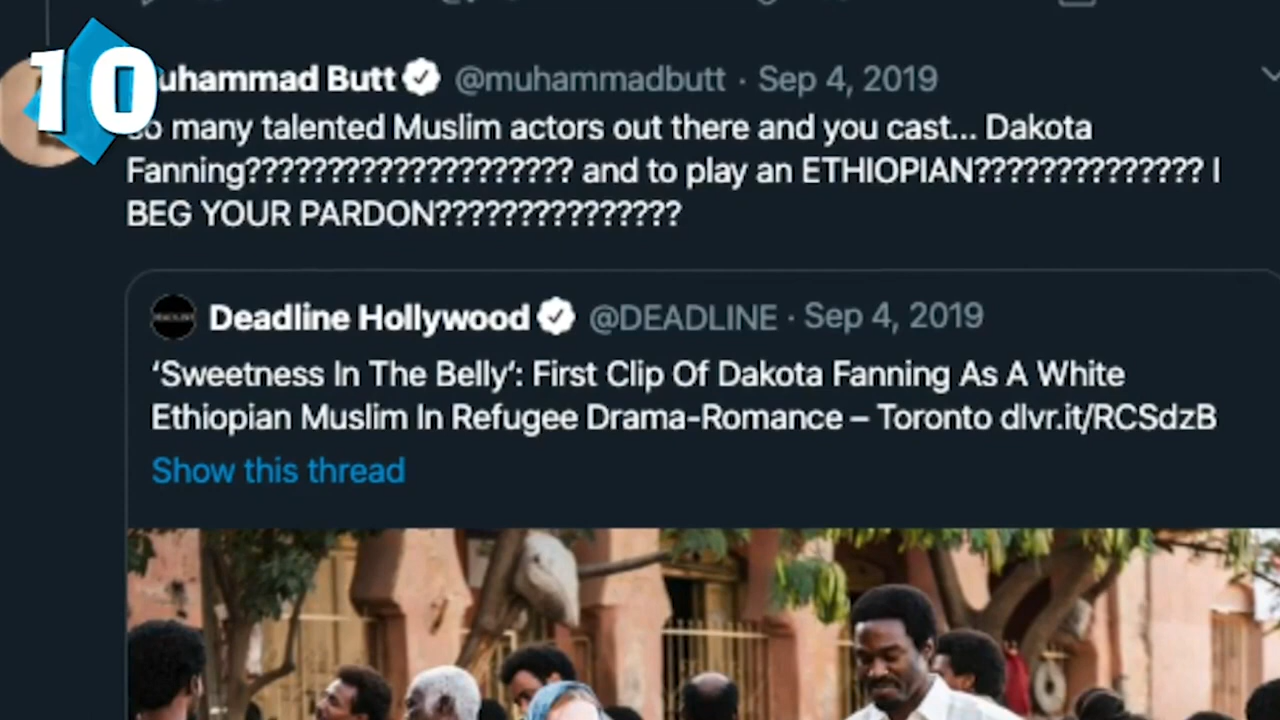 10
uhammad Butt @muhammadbutt · Sep 4, 2019
So many talented Muslim actors out there and you cast... Dakota
Fanning???????????????????? and to play an ETHIOPIAN?????????????? I
BEG YOUR PARDON???????????????
Deadline Hollywood @DEADLINE · Sep 4, 2019
‘Sweetness In The Belly’: First Clip Of Dakota Fanning As A White
Ethiopian Muslim In Refugee Drama-Romance – Toronto dlvr.it/RCSdzB
Show this thread